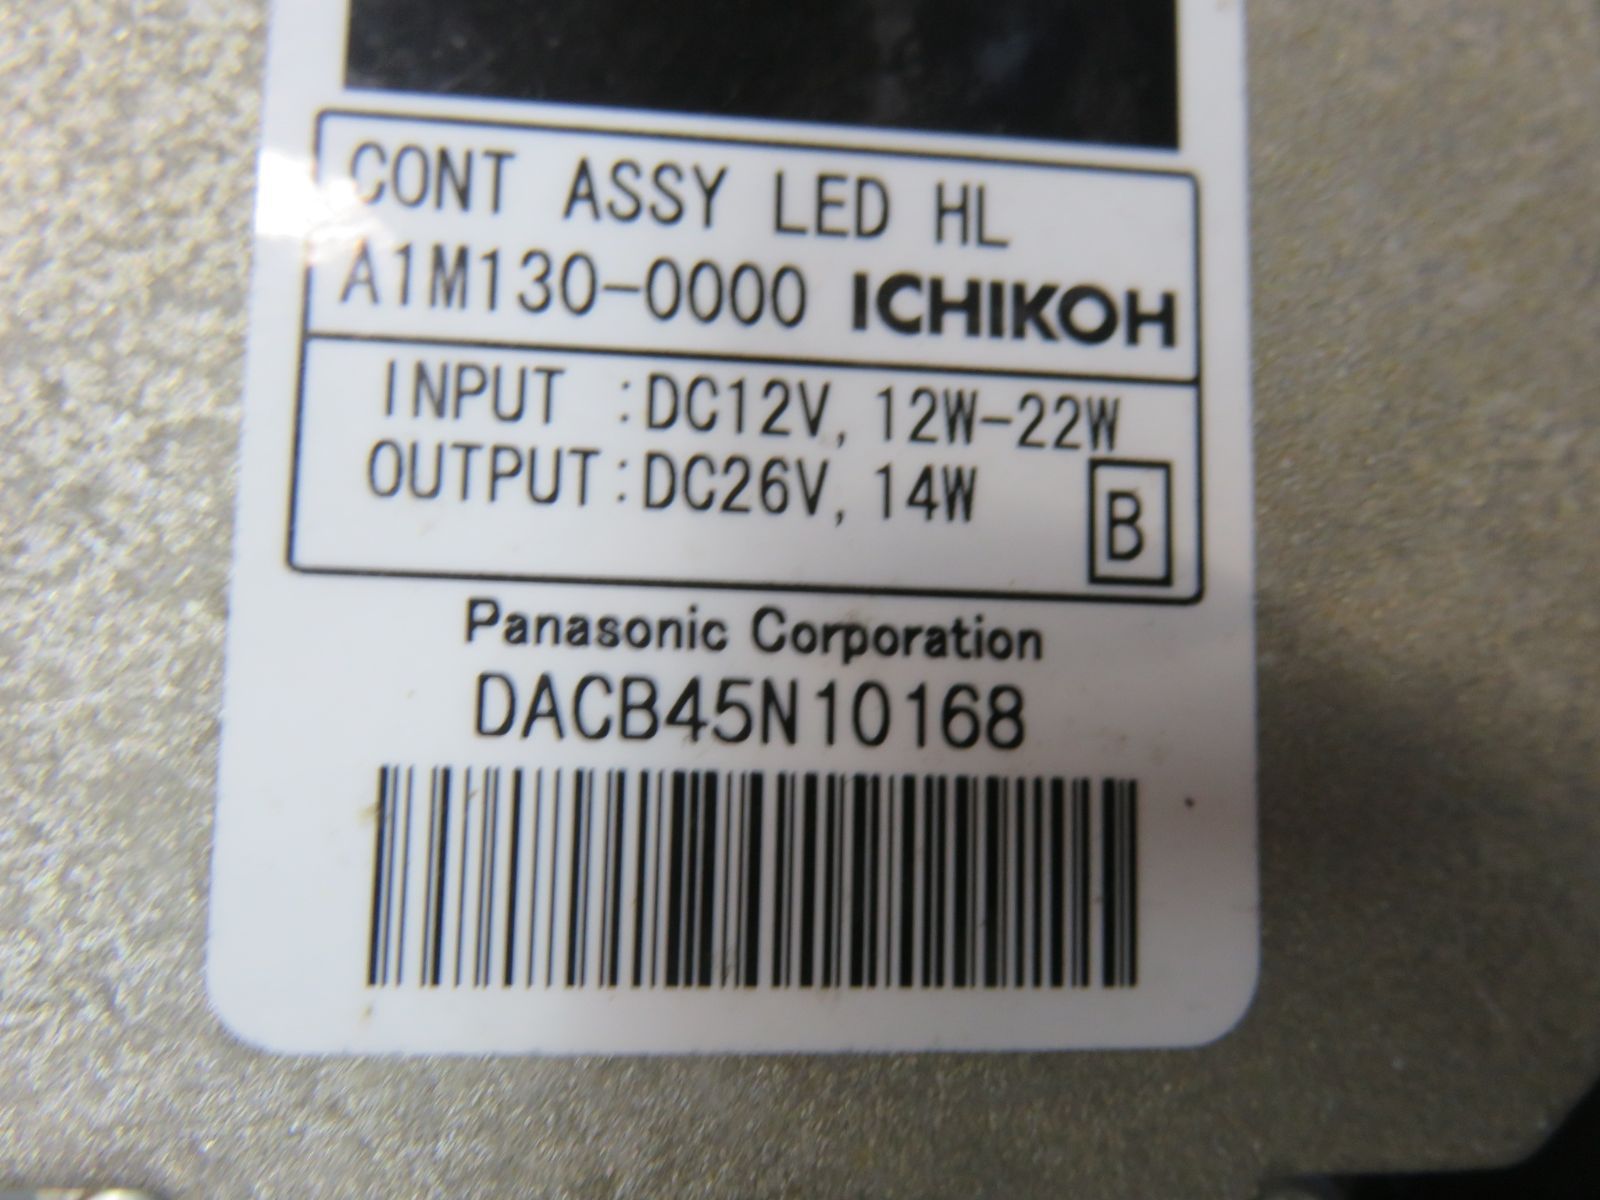 CONT ASSY LED HL
A1M130-0000 ICHIKOH
INPUT :DC12V, 12W-22W
OUTPUT:DC26V, 14W
B
Panasonic Corporation
DACB45N10168